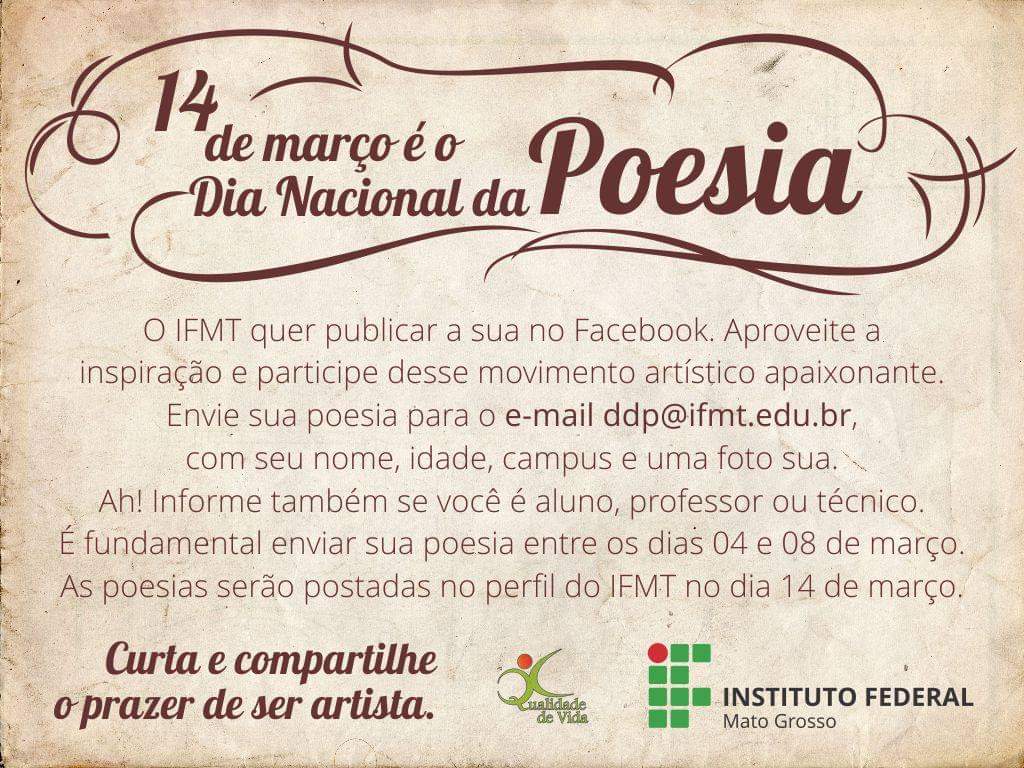 14
de março é o
Dia Nacional da Poesia
O IFMT quer publicar a sua no Facebook. Aproveite a
inspiração e participe desse movimento artístico apaixonante.
Envie sua poesia para o e-mail ddp@ifmt.edu.br,
com seu nome, idade, campus e uma foto sua.
Ah! Informe também se você é aluno, professor ou técnico.
É fundamental enviar sua poesia entre os dias 04 e 08 de março.
As poesias serão postadas no perfil do IFMT no dia 14 de março.
Curta e compartilhe
o prazer de ser artista.
Qualidade
de Vida
INSTITUTO FEDERAL
Mato Grosso